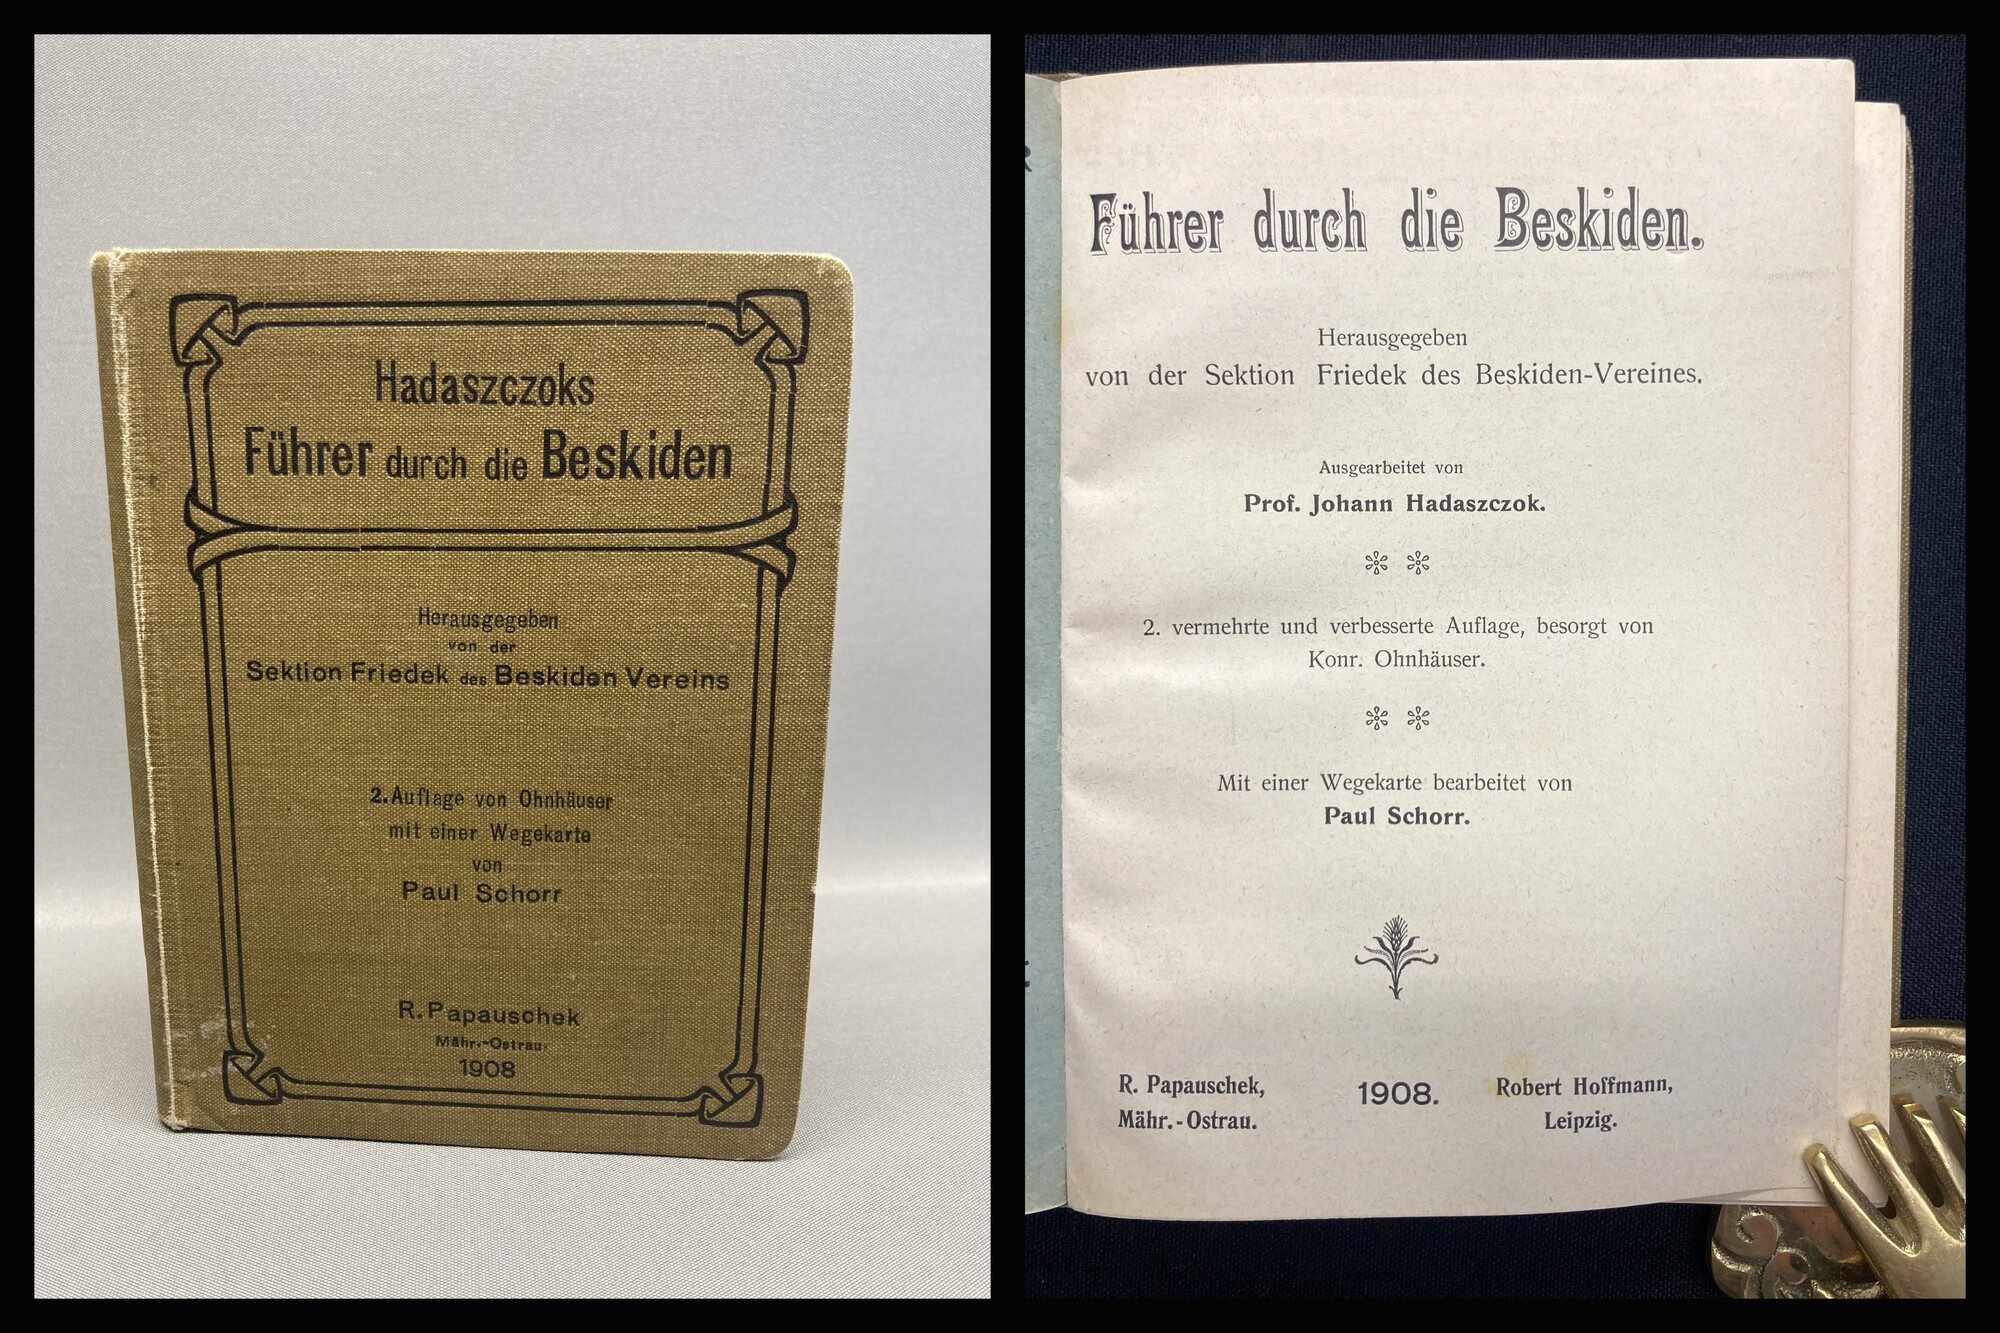 Hadaszczoks
Führer durch die Beskiden
Herausgegeben
von der
Sektion Friedek des Beskiden Vereins
2. Auflage von Ohnhäuser
mit einer Wegekarte
von
Paul Schorr
R. Papauschek
Mähr.-Ostrau.
1908
Führer durch die Beskiden.
Herausgegeben
von der Sektion Friedek des Beskiden-Vereines.
Ausgearbeitet von
Prof. Johann Hadaszczok.
2. vermehrte und verbesserte Auflage, besorgt von
Konr. Ohnhäuser.
Mit einer Wegekarte bearbeitet von
Paul Schorr.
R. Papauschek,
Mähr.-Ostrau.
1908.
Robert Hoffmann,
Leipzig.